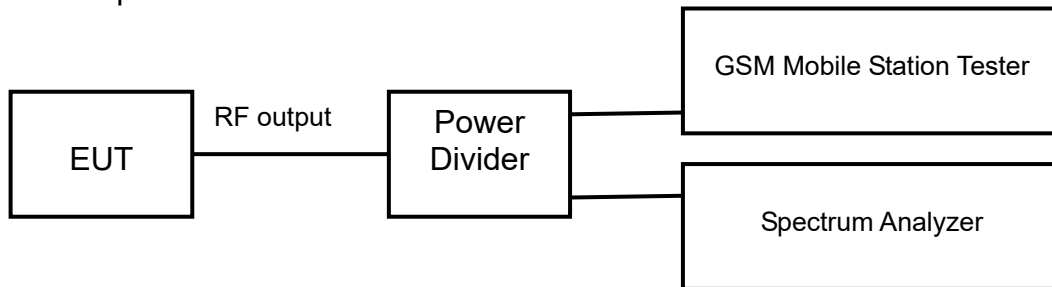 EUT
RF output
Power
Divider
GSM Mobile Station Tester
Spectrum Analyzer